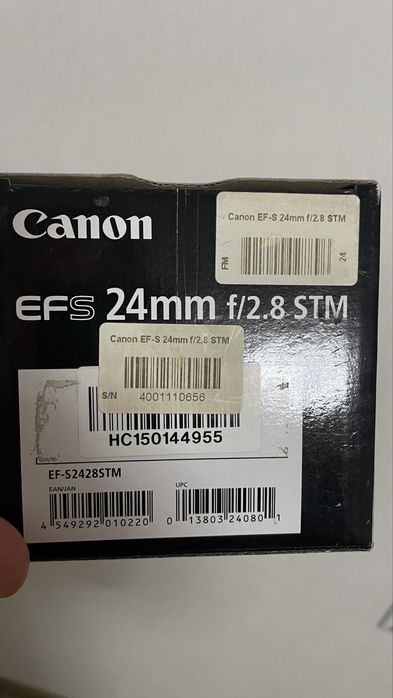 Canon
Canon EF-S 24mm f/2.8 STM
FM
24
EFS 24mm f/2.8 STM
Canon EF-S 24mm f/2.8 STM
S/N 4001110656
HC150144955
EF-S2428STM
EAN/JAN
UPC
4 549292 010220
0 13803 24080 1